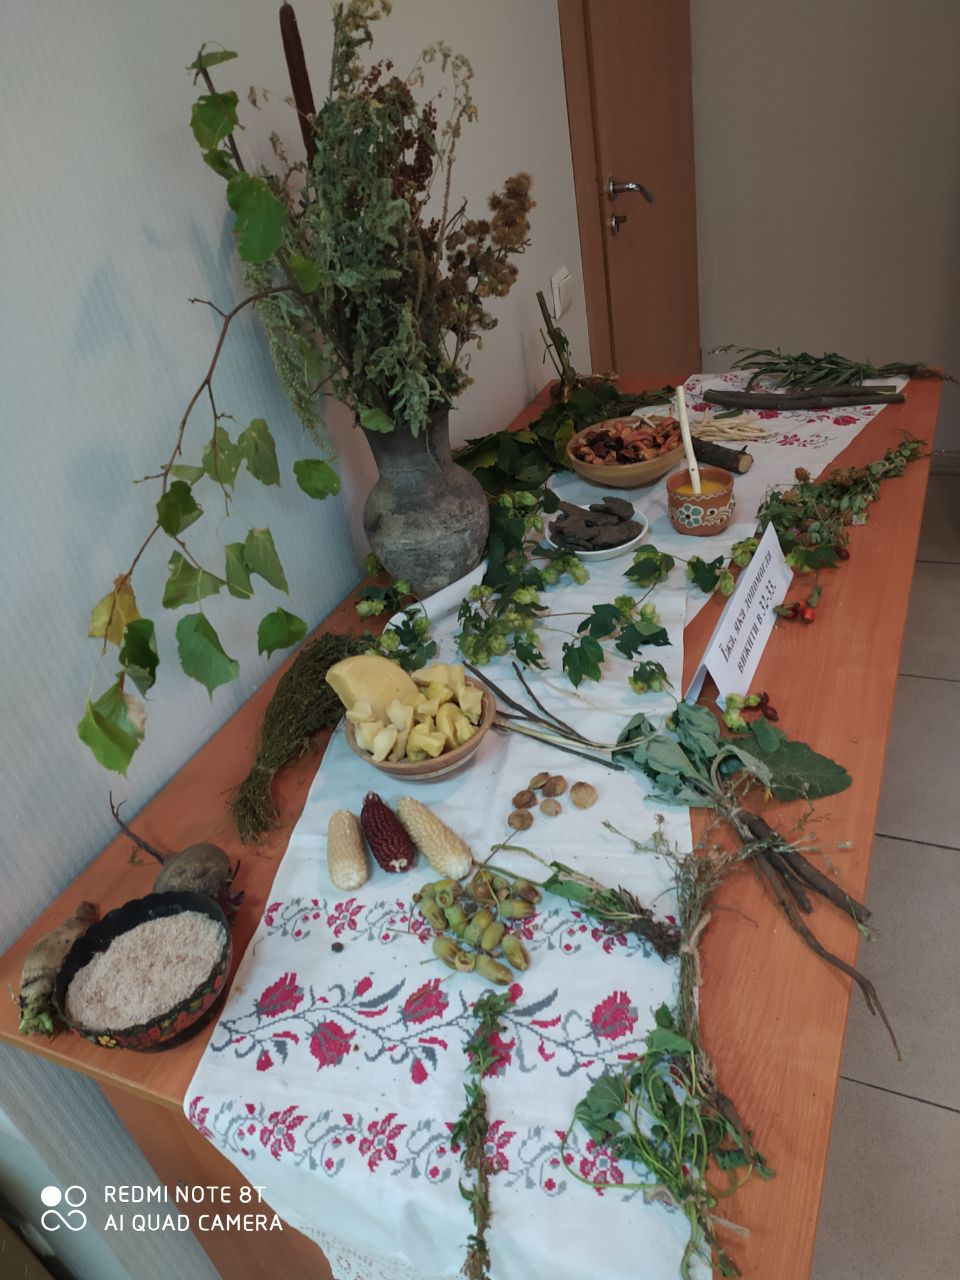 Їжа, яка допомогла
вижити в 32-33.
REDMI NOTE 8T
AI QUAD CAMERA